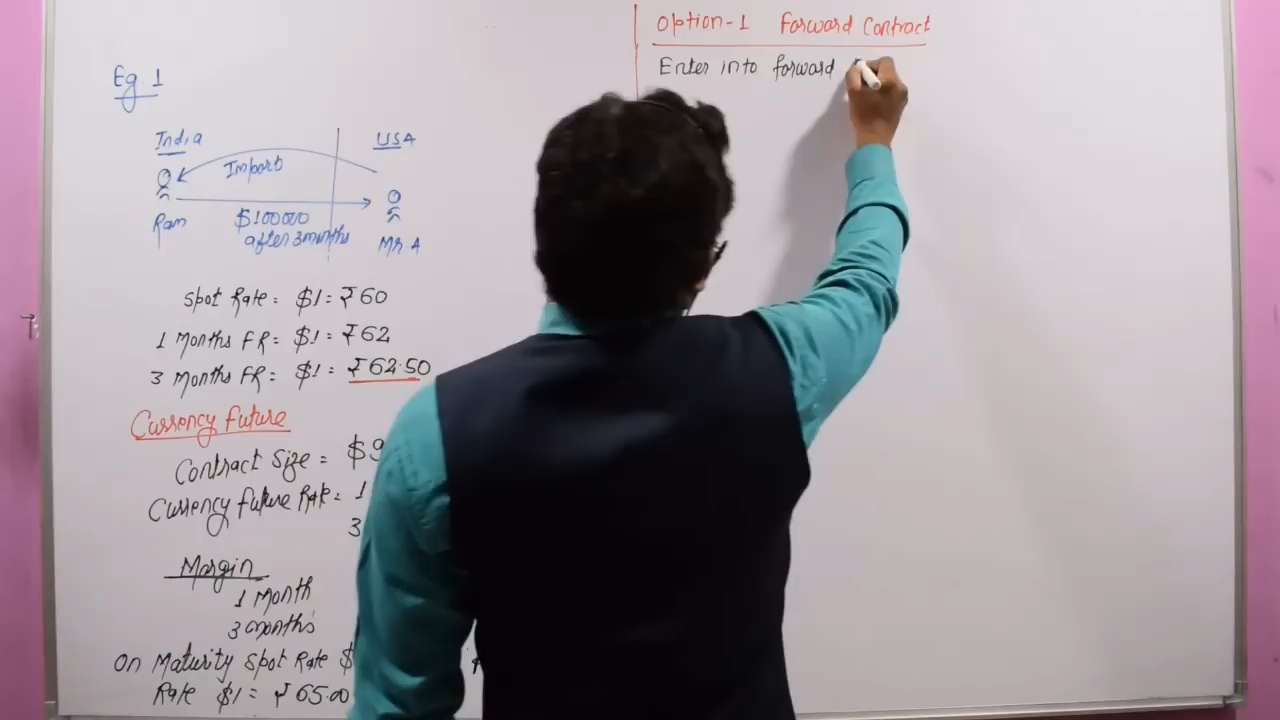 Eg. 1
India
USA
Import
Ram
$100000
after 3 months
Mr A
Spot Rate = $1 = ₹60
1 Months FR = $1 = ₹62
3 Months FR = $1 = ₹62.50
Currency Future
Contract Size = $9
Currency Future Rate = 1
3
Margin
1 Month
3 months
On Maturity Spot Rate $
Rate $1 = ₹65.00
Option-1 Forward Contract
Enter into forward